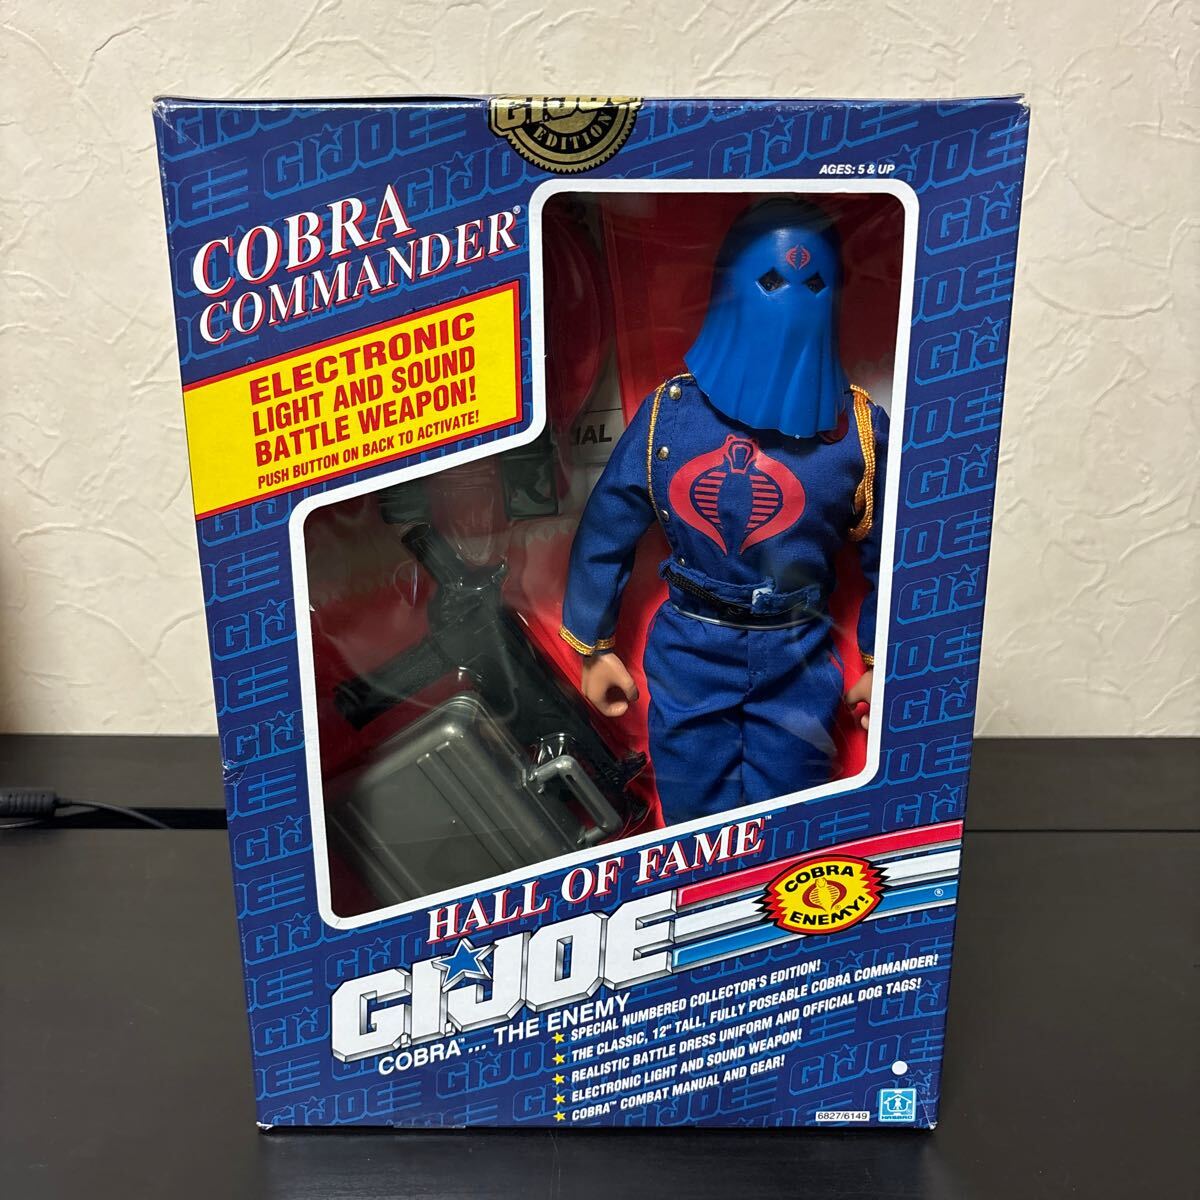 G.I.JOE
EDITION
AGES: 5 & UP
COBRA
COMMANDER®
ELECTRONIC
LIGHT AND SOUND
BATTLE WEAPON!
PUSH BUTTON ON BACK TO ACTIVATE!
HALL OF FAME™
G.I.JOE
®
COBRA
ENEMY!
COBRA™... THE ENEMY
★ SPECIAL NUMBERED COLLECTOR'S EDITION!
★ THE CLASSIC, 12" TALL, FULLY POSEABLE COBRA COMMANDER!
★ REALISTIC BATTLE DRESS UNIFORM AND OFFICIAL DOG TAGS!
★ ELECTRONIC LIGHT AND SOUND WEAPON!
★ COBRA™ COMBAT MANUAL AND GEAR!
6827/6149
HASBRO